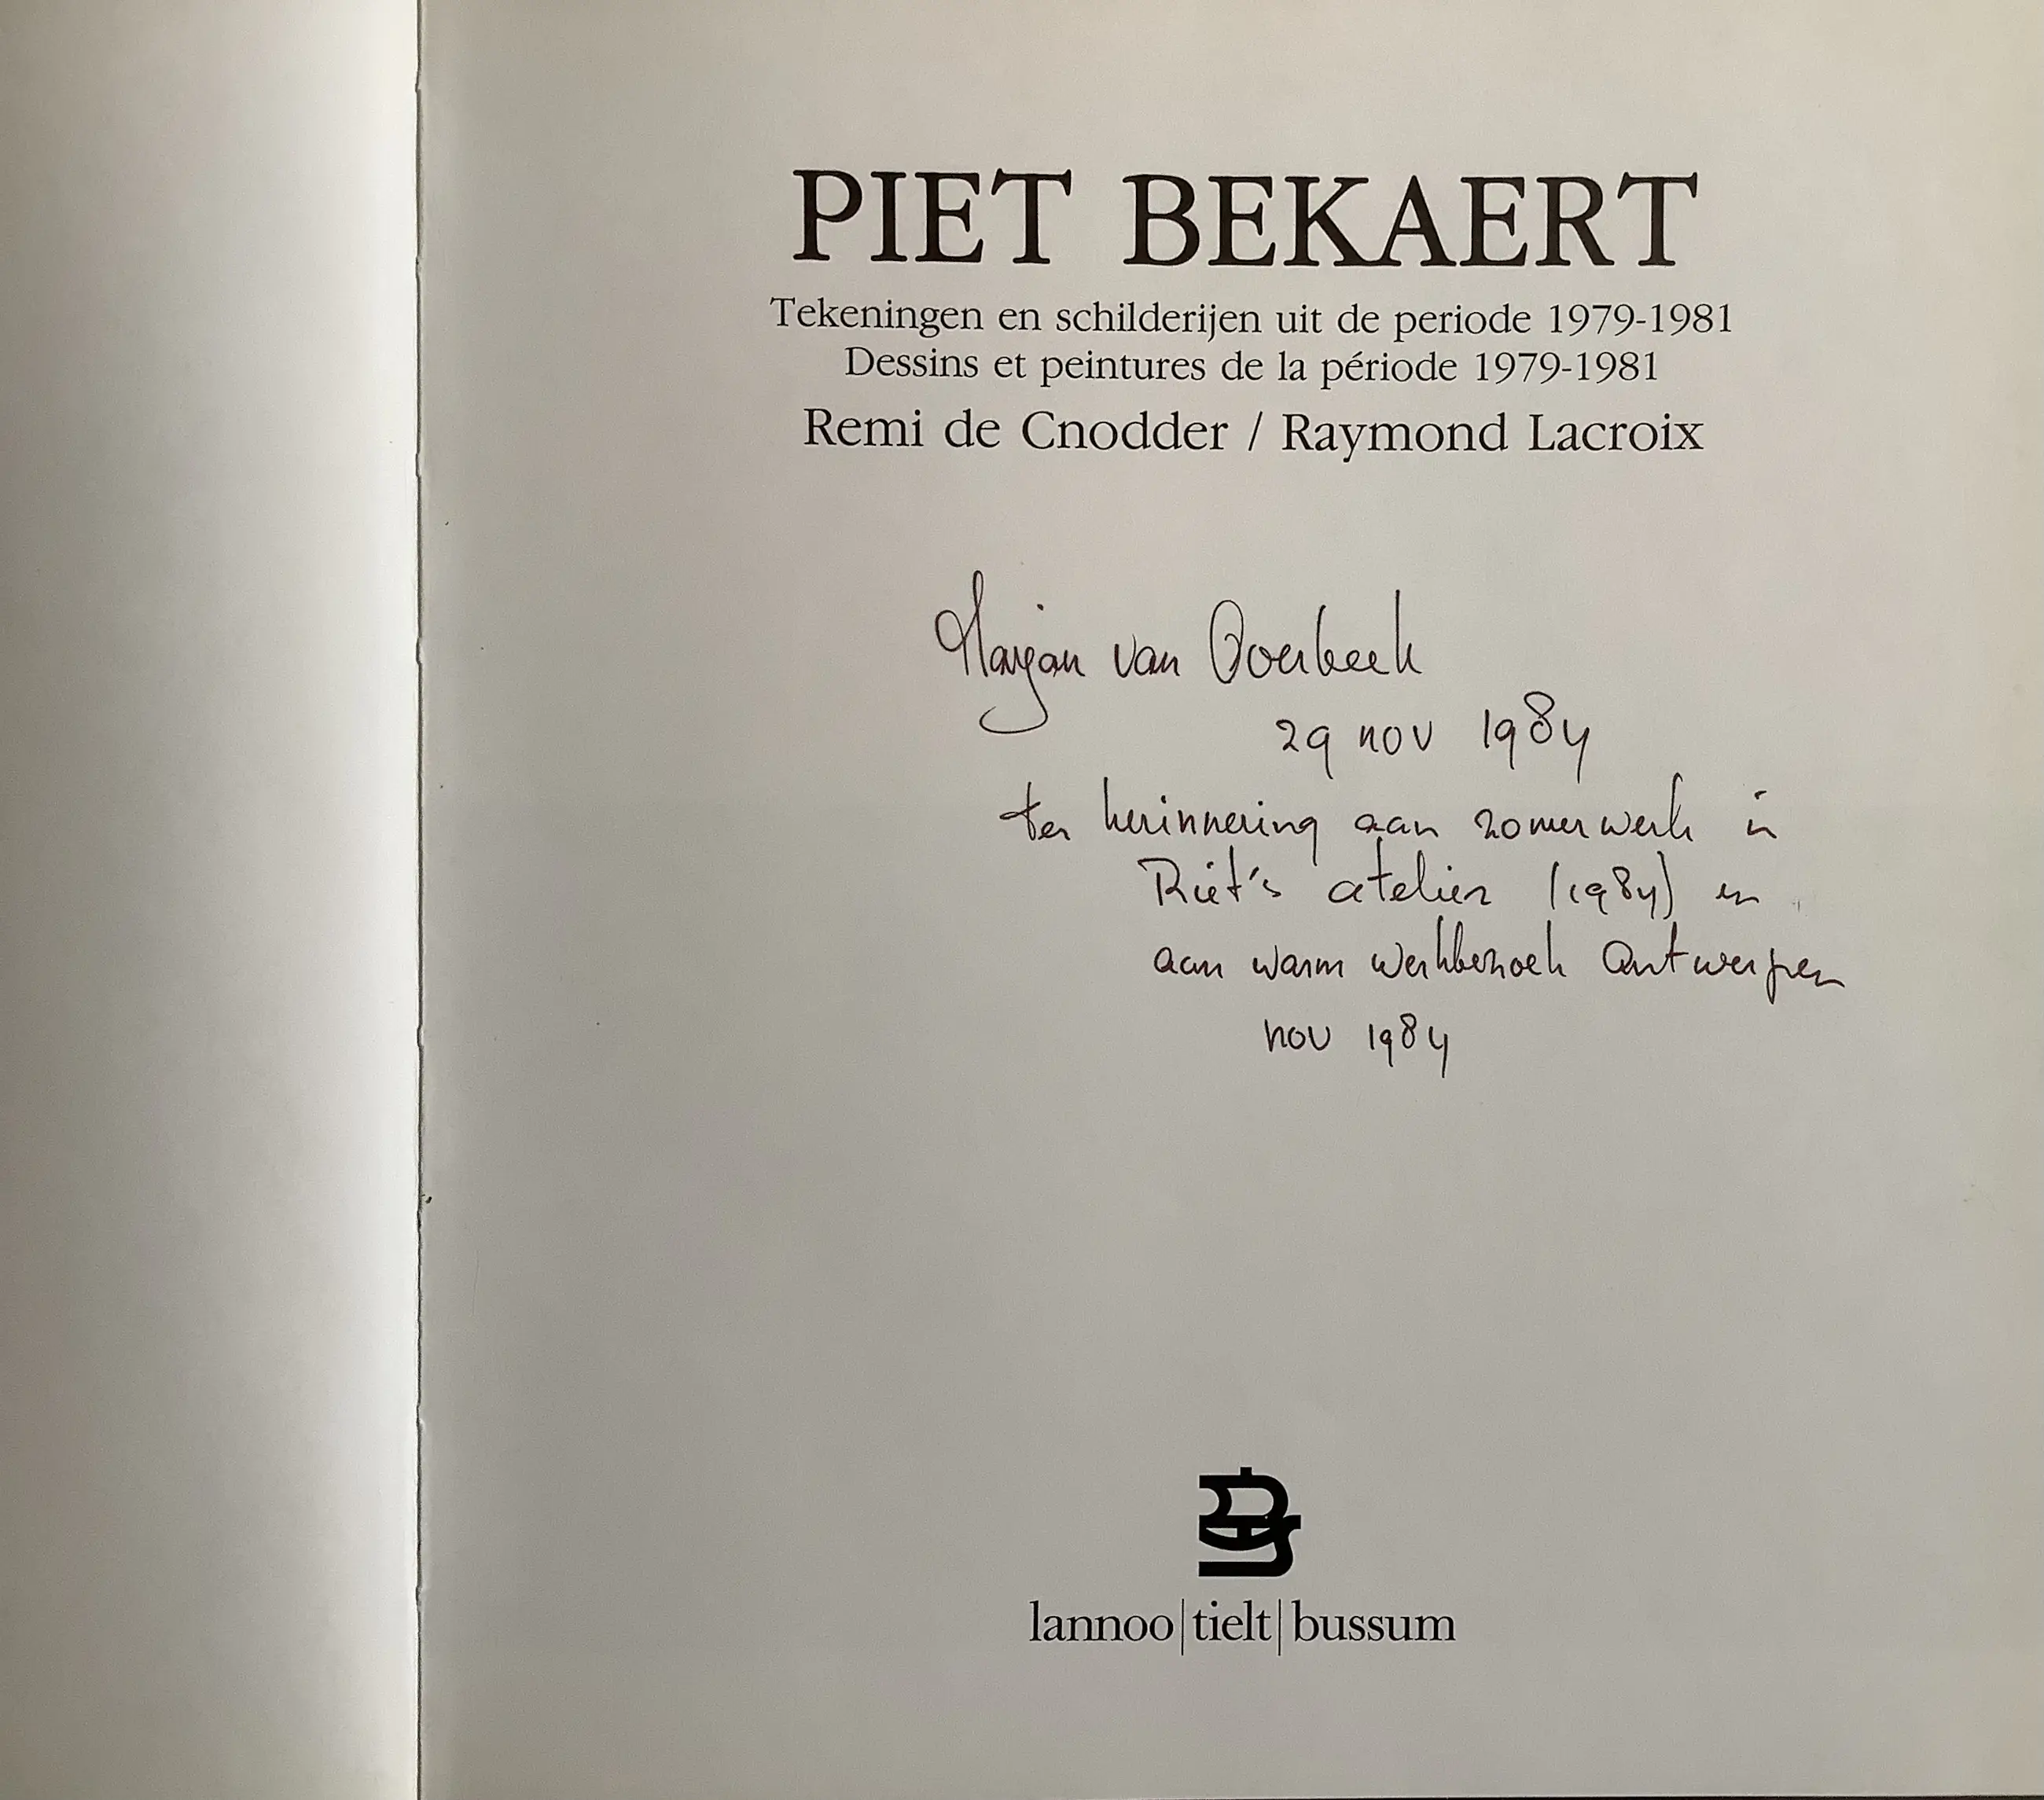 PIET BEKAERT
Tekeningen en schilderijen uit de periode 1979-1981
Dessins et peintures de la période 1979-1981
Remi de Cnodder / Raymond Lacroix
Marjan van Overbeek
29 nov 1984
ter herinnering aan zomerwerk in
Riet's atelier (1984) en
aan warm werkbezoek Antwerpen
nov 1984
lannoo|tielt|bussum